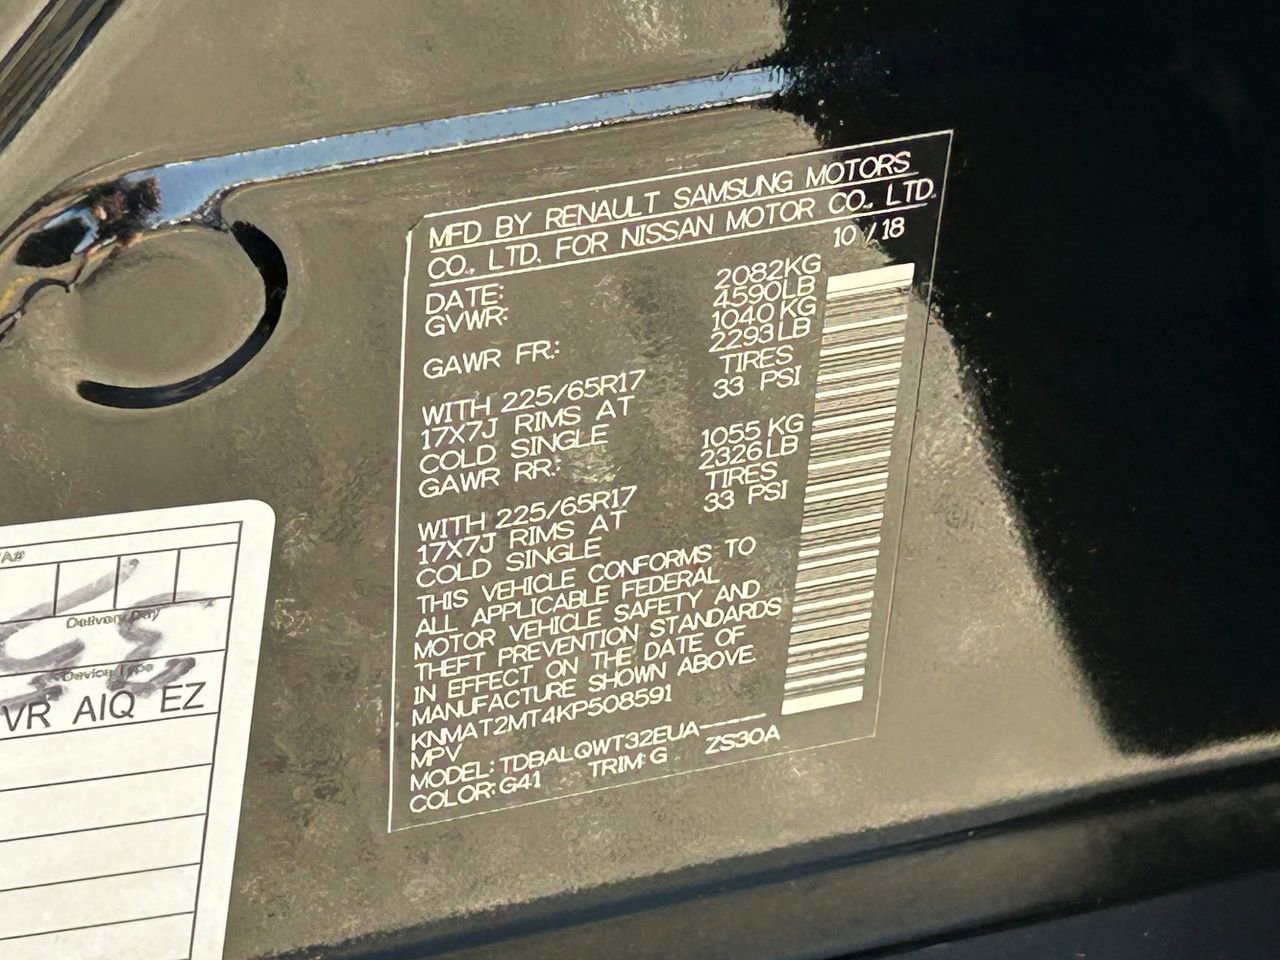 MFD BY RENAULT SAMSUNG MOTORS
CO., LTD. FOR NISSAN MOTOR CO., LTD.
DATE: 10 / 18
GVWR: 2082KG
4590LB
GAWR FR: 1040KG
2293LB
WITH 225/65R17 TIRES
17X7J RIMS AT 33 PSI
COLD SINGLE
GAWR RR: 1055KG
2326LB
WITH 225/65R17 TIRES
17X7J RIMS AT 33 PSI
COLD SINGLE
THIS VEHICLE CONFORMS TO
ALL APPLICABLE FEDERAL
MOTOR VEHICLE SAFETY AND
THEFT PREVENTION STANDARDS
IN EFFECT ON THE DATE OF
MANUFACTURE SHOWN ABOVE.
KNMAT2MT4KP508591
MPV
MODEL: TDBALQWT32EUA-----
COLOR: G41 TRIM: G ZS30A
Delivery Day
VR AIQ EZ